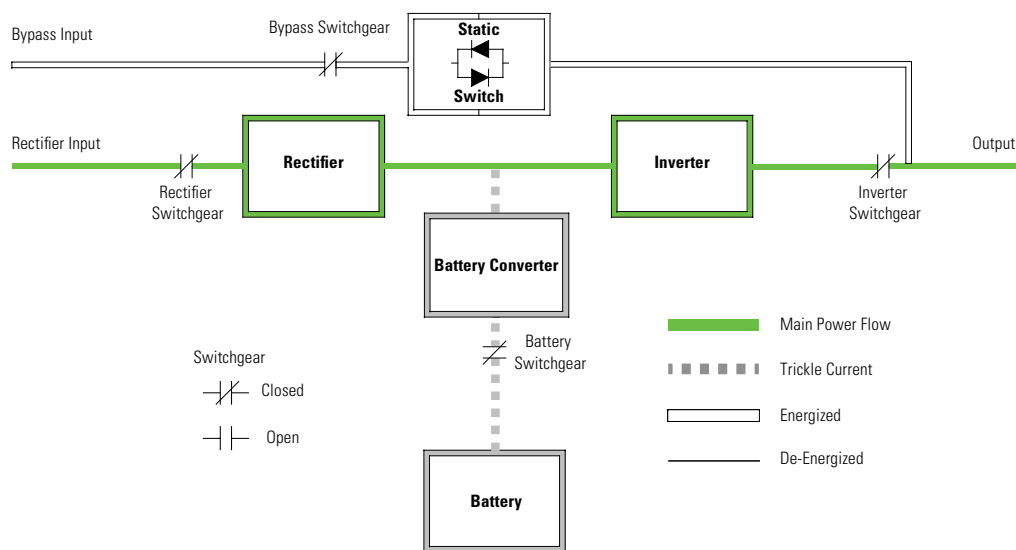 Bypass Input
Bypass Switchgear
Static
Switch
Rectifier Input
Rectifier
Inverter
Output
Rectifier
Switchgear
Inverter
Switchgear
Battery Converter
Battery
Switchgear
Battery
Switchgear
Closed
Open
Main Power Flow
Trickle Current
Energized
De-Energized